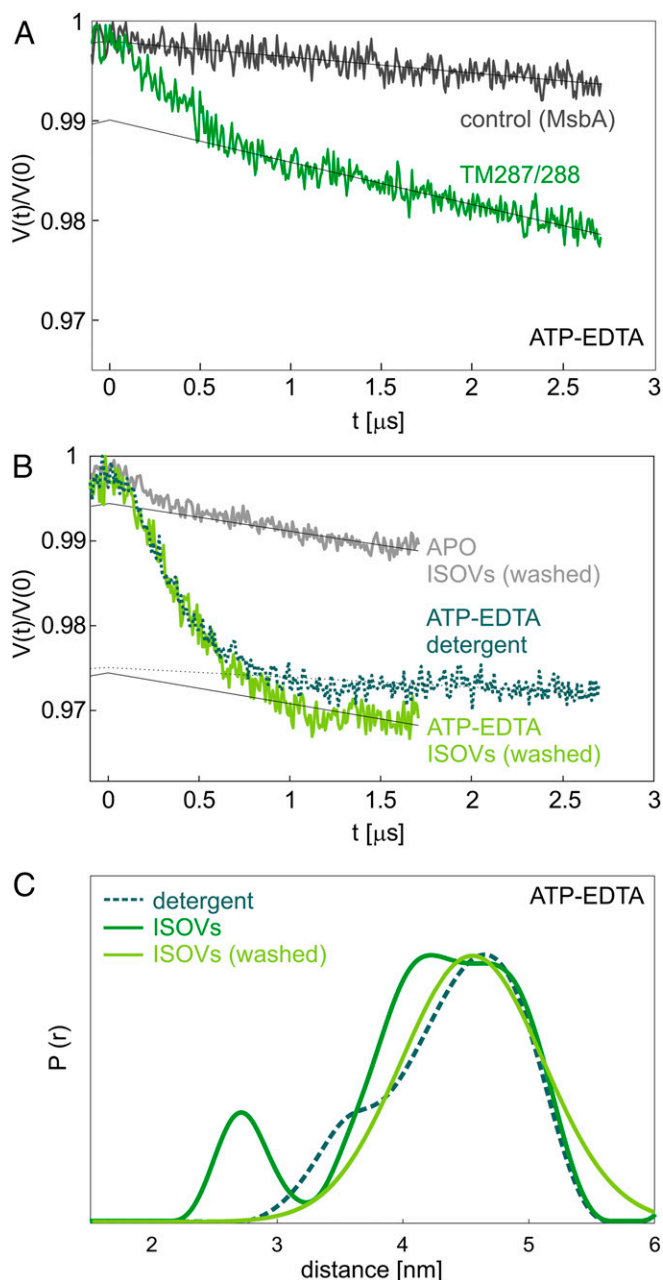 A
1
0.99
0.98
0.97
V(t)/V(0)
control (MsbA)
TM287/288
ATP-EDTA
0 0.5 1 1.5 2 2.5 3
t [μs]
B
1
0.99
0.98
0.97
V(t)/V(0)
APO
ISOVs (washed)
ATP-EDTA
detergent
ATP-EDTA
ISOVs (washed)
0 0.5 1 1.5 2 2.5 3
t [μs]
C
detergent
ISOVs
ISOVs (washed)
ATP-EDTA
P (r)
2 3 4 5 6
distance [nm]